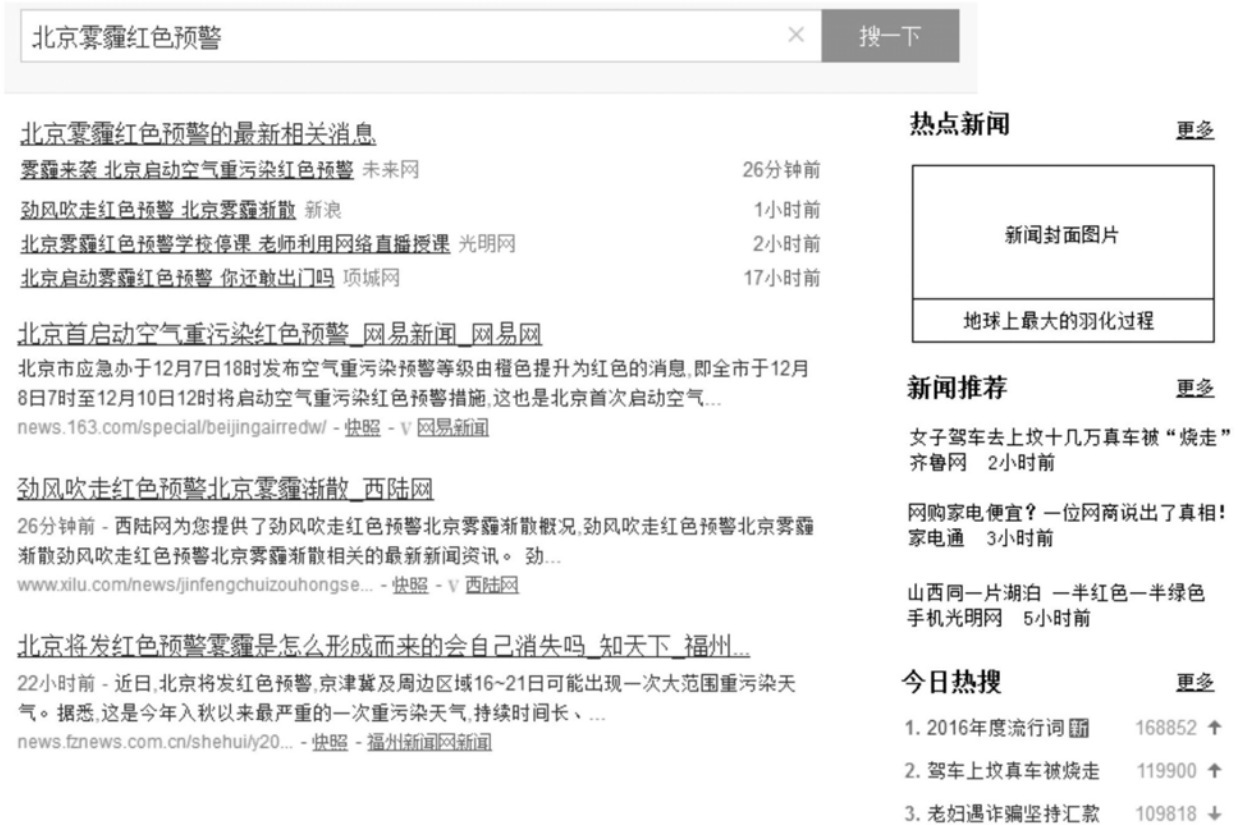 北京雾霾红色预警 × 搜一下
北京雾霾红色预警的最新相关消息
雾霾来袭 北京启动空气重污染红色预警 未来网 26分钟前
劲风吹走红色预警 北京雾霾渐散 新浪 1小时前
北京雾霾红色预警学校停课 老师利用网络直播授课 光明网 2小时前
北京启动雾霾红色预警 你还敢出门吗 项城网 17小时前
北京首启动空气重污染红色预警_网易新闻_网易网
北京市应急办于12月7日18时发布空气重污染预警等级由橙色提升为红色的消息,即全市于12月
8日7时至12月10日12时将启动空气重污染红色预警措施,这也是北京首次启动空气...
news.163.com/special/beijingairredw/ - 快照 - V 网易新闻
劲风吹走红色预警北京雾霾渐散_西陆网
26分钟前 - 西陆网为您提供了劲风吹走红色预警北京雾霾渐散概况,劲风吹走红色预警北京雾霾
渐散劲风吹走红色预警北京雾霾渐散相关的最新新闻资讯。 劲...
www.xilu.com/news/jinfengchuizouhongse... - 快照 - V 西陆网
北京将发红色预警雾霾是怎么形成而来的会自己消失吗_知天下_福州...
22小时前 - 近日,北京将发红色预警,京津冀及周边区域16~21日可能出现一次大范围重污染天
气。据悉,这是今年入秋以来最严重的一次重污染天气,持续时间长、...
news.fznews.com.cn/shehui/y20... - 快照 - 福州新闻网新闻
热点新闻 更多
新闻封面图片
地球上最大的羽化过程
新闻推荐 更多
女子驾车去上坟十几万真车被“烧走”
齐鲁网 2小时前
网购家电便宜？一位网商说出了真相!
家电通 3小时前
山西同一片湖泊 一半红色一半绿色
手机光明网 5小时前
今日热搜 更多
1. 2016年度流行词 新 168852 ↑
2. 驾车上坟真车被烧走 119900 ↑
3. 老妇遇诈骗坚持汇款 109818 ↓